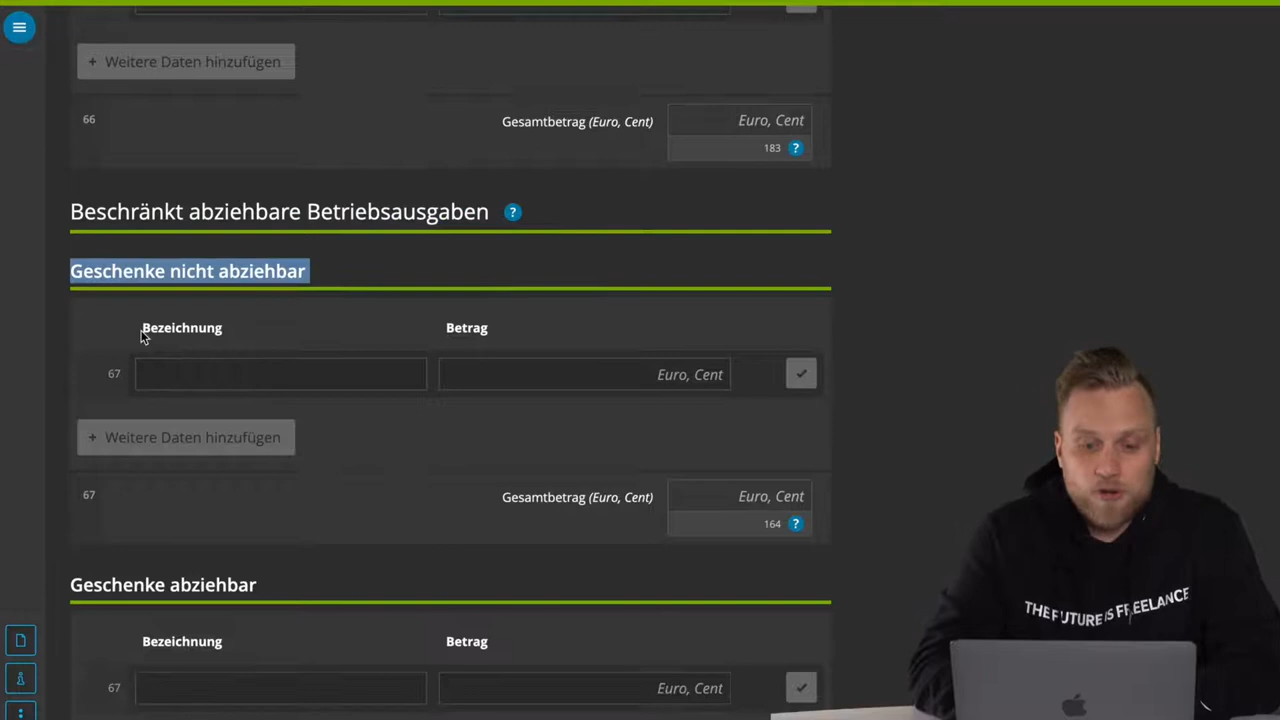 + Weitere Daten hinzufügen
66 Gesamtbetrag (Euro, Cent) Euro, Cent
183 ?
Beschränkt abziehbare Betriebsausgaben ?
Geschenke nicht abziehbar
Bezeichnung Betrag
67 Euro, Cent
+ Weitere Daten hinzufügen
67 Gesamtbetrag (Euro, Cent) Euro, Cent
164 ?
Geschenke abziehbar
Bezeichnung Betrag
67 Euro, Cent
THE FUTURE IS FREELANCE